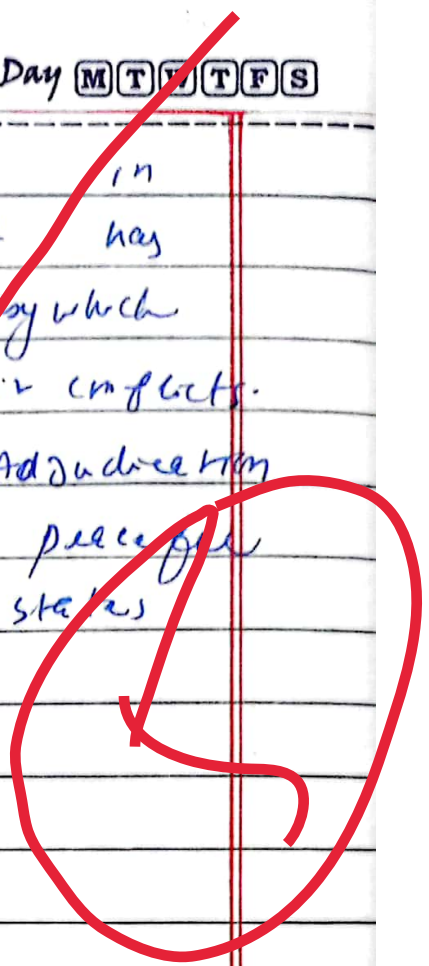 Day M T W T F S
in
has
by which
conflicts.
Adjudication
peaceful
states